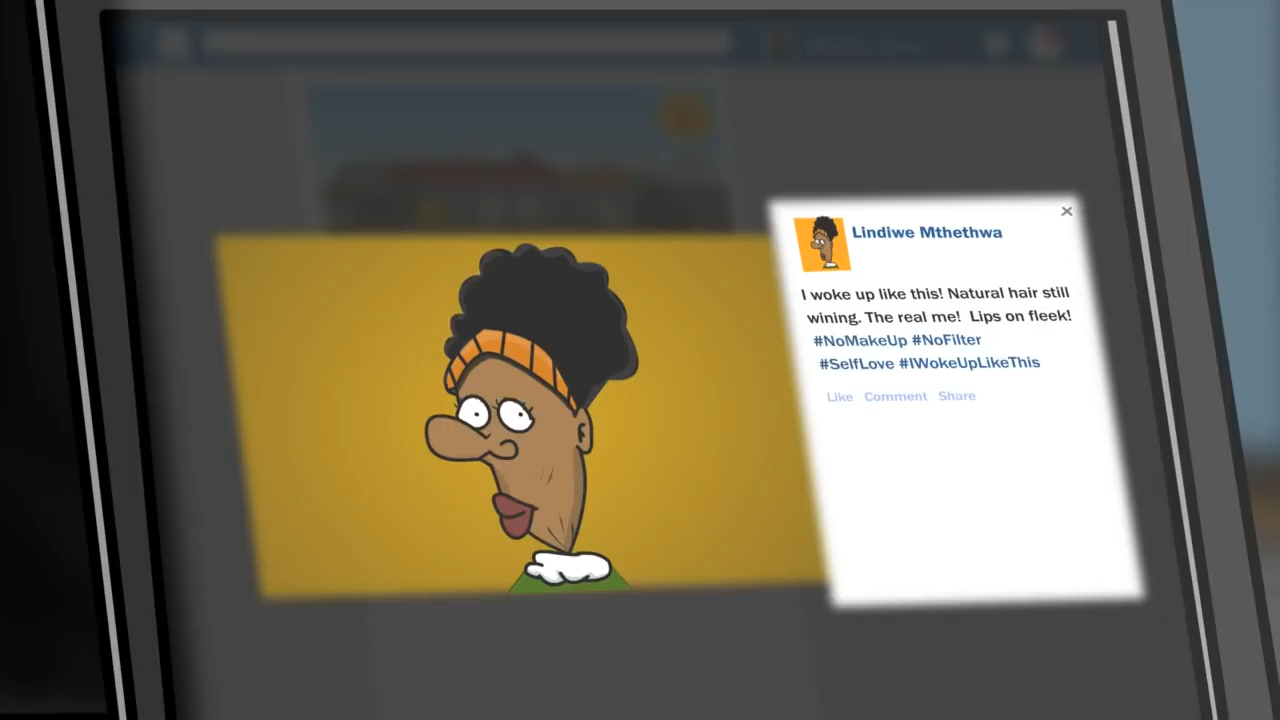 Lindiwe Mthethwa
I woke up like this! Natural hair still
wining. The real me! Lips on fleek!
#NoMakeUp #NoFilter
#SelfLove #IWokeUpLikeThis
Like Comment Share